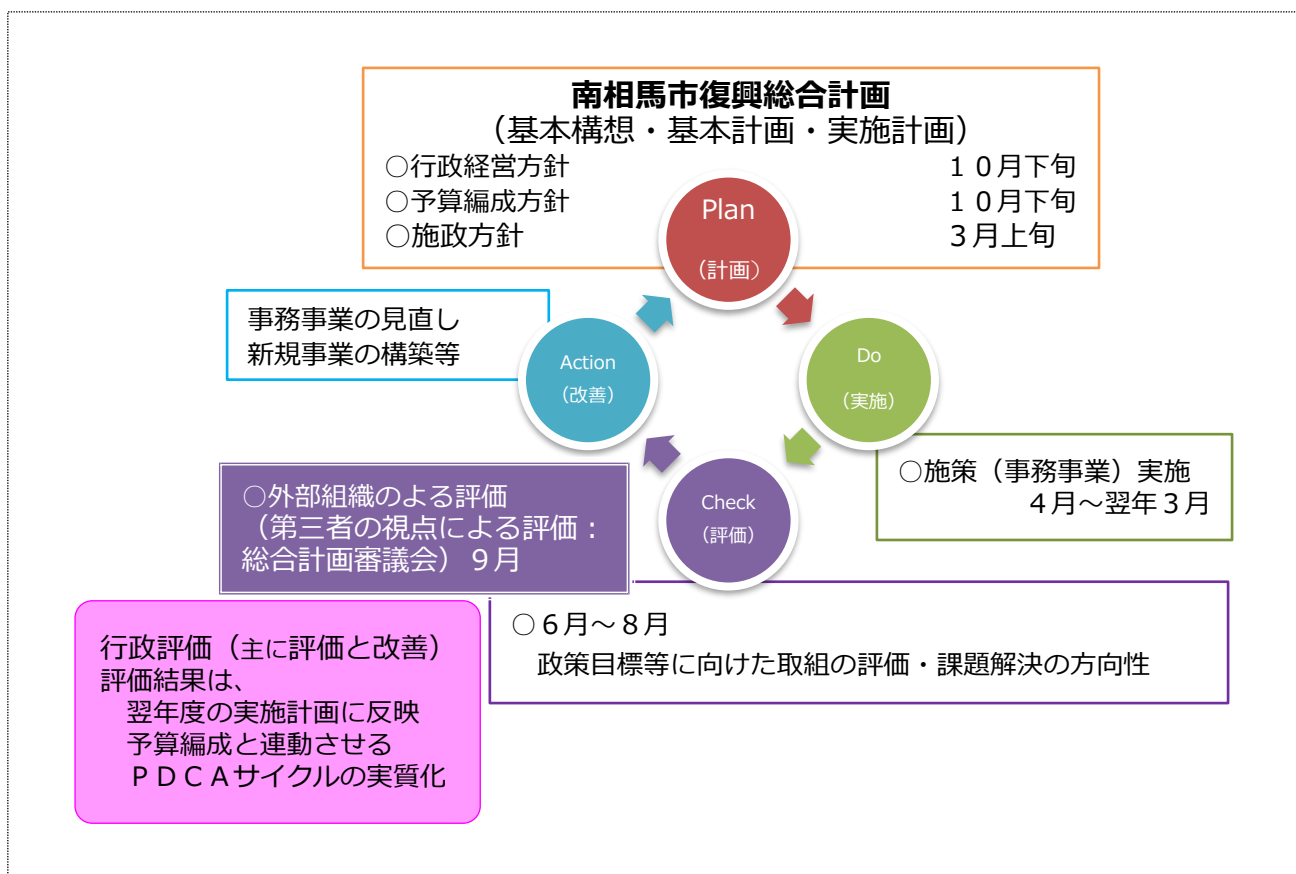 南相馬市復興総合計画
（基本構想・基本計画・実施計画）
○行政経営方針 １０月下旬
○予算編成方針 １０月下旬
○施政方針 ３月上旬
Plan
（計画）
事務事業の見直し
新規事業の構築等
Action
（改善）
Do
（実施）
○施策（事務事業）実施
４月～翌年３月
Check
（評価）
○外部組織のよる評価
（第三者の視点による評価：
総合計画審議会）９月
○６月～８月
政策目標等に向けた取組の評価・課題解決の方向性
行政評価（主に評価と改善）
評価結果は、
翌年度の実施計画に反映
予算編成と連動させる
ＰＤＣＡサイクルの実質化